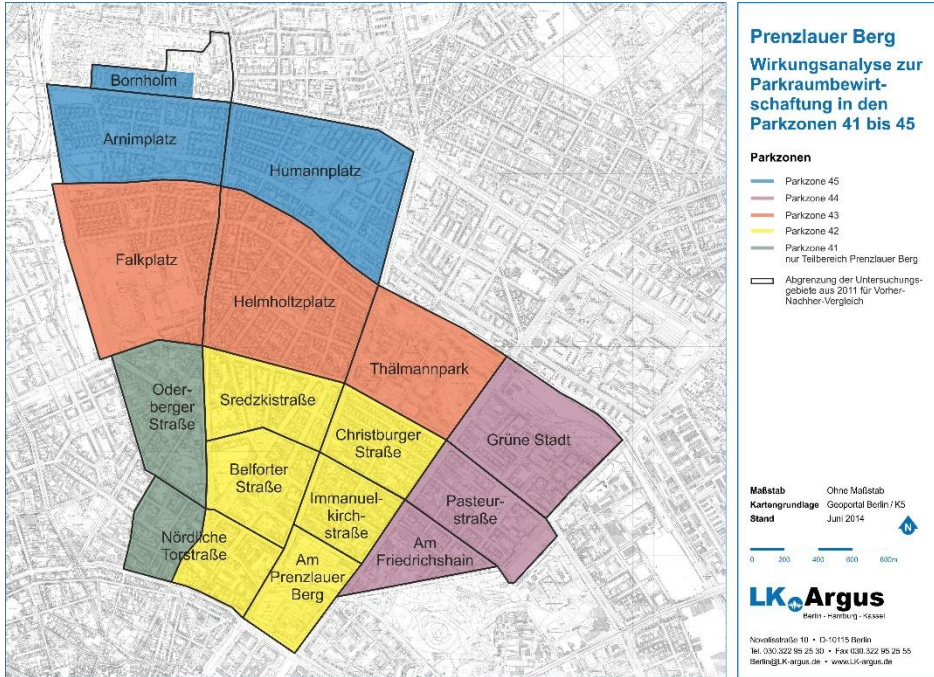 Bornholm
Arnimplatz
Humannplatz
Falkplatz
Helmholtzplatz
Thälmannpark
Oder-
berger
Straße
Sredzkistraße
Christburger
Straße
Grüne Stadt
Belforter
Straße
Immanuel-
kirch-
straße
Pasteur-
straße
Nördliche
Torstraße
Am
Prenzlauer
Berg
Am
Friedrichshain
Prenzlauer Berg
Wirkungsanalyse zur
Parkraumbewirt-
schaftung in den
Parkzonen 41 bis 45
Parkzonen
Parkzone 45
Parkzone 44
Parkzone 43
Parkzone 42
Parkzone 41
nur Teilbereich Prenzlauer Berg
Abgrenzung der Untersuchungs-
gebiete aus 2011 für Vorher-
Nachher-Vergleich
Maßstab Ohne Maßstab
Kartengrundlage Geoportal Berlin / K5
Stand Juni 2014
N
0 200 400 600 800m
LK Argus
Berlin - Hamburg - Kassel
Novalisstraße 10 • D-10115 Berlin
Tel. 030.322 95 25 30 • Fax 030.322 95 25 55
Berlin@LK-argus.de • www.LK-argus.de